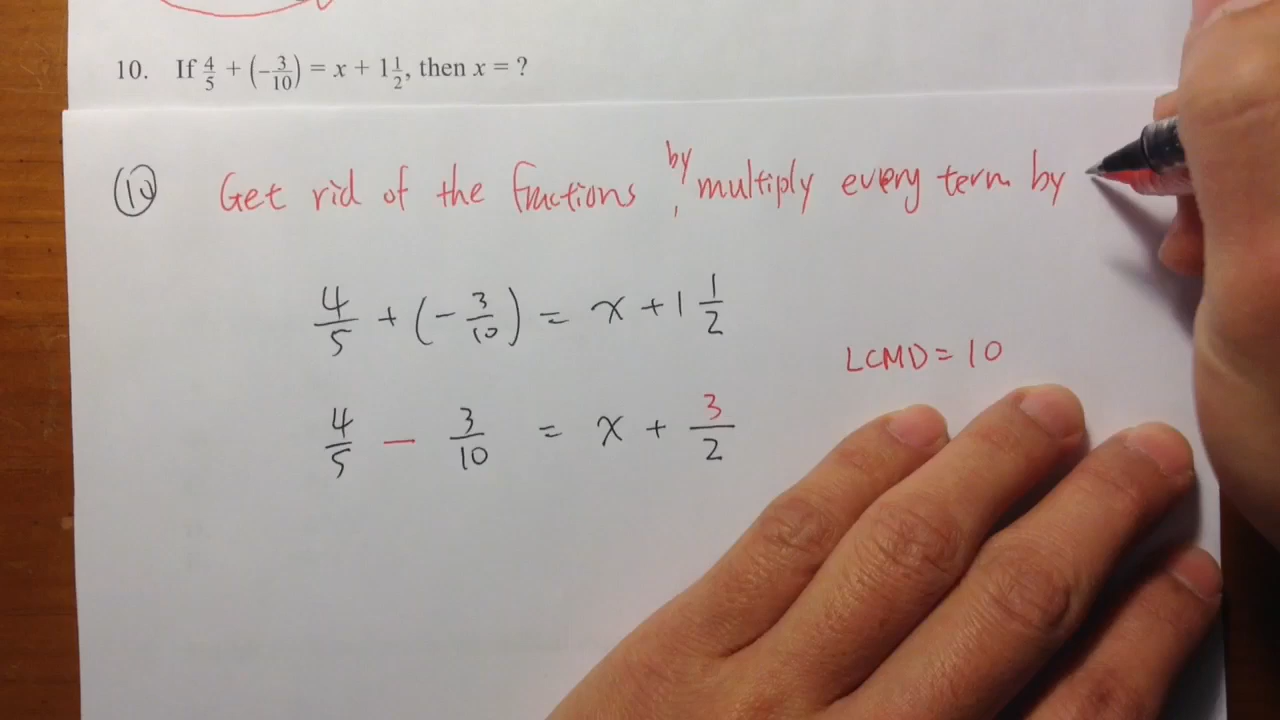 10. If 4/5 + (-3/10) = x + 1 1/2, then x = ?
(10) Get rid of the fractions, by multiply every term by
4/5 + (-3/10) = x + 1 1/2
LCMD = 10
4/5 - 3/10 = x + 3/2